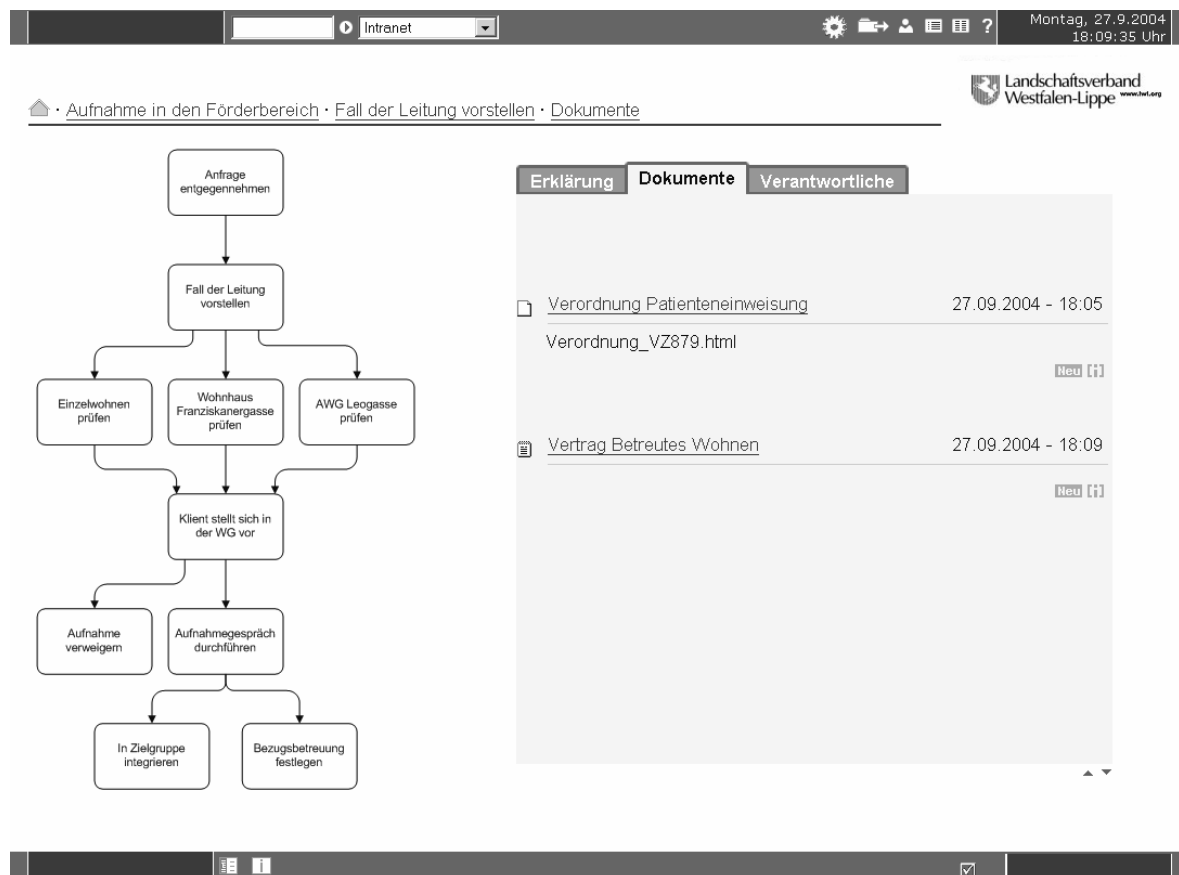 Intranet
?
Montag, 27.9.2004
18:09:35 Uhr
Landschaftsverband
Westfalen-Lippe www.lwl.org
· Aufnahme in den Förderbereich · Fall der Leitung vorstellen · Dokumente
Anfrage
entgegennehmen
Fall der Leitung
vorstellen
Einzelwohnen
prüfen
Wohnhaus
Franziskanergasse
prüfen
AWG Leogasse
prüfen
Klient stellt sich in
der WG vor
Aufnahme
verweigern
Aufnahmegespräch
durchführen
In Zielgruppe
integrieren
Bezugsbetreuung
festlegen
Erklärung Dokumente Verantwortliche
Verordnung Patienteneinweisung 27.09.2004 - 18:05
Verordnung_VZ879.html
Neu [i]
Vertrag Betreutes Wohnen 27.09.2004 - 18:09
Neu [i]
i